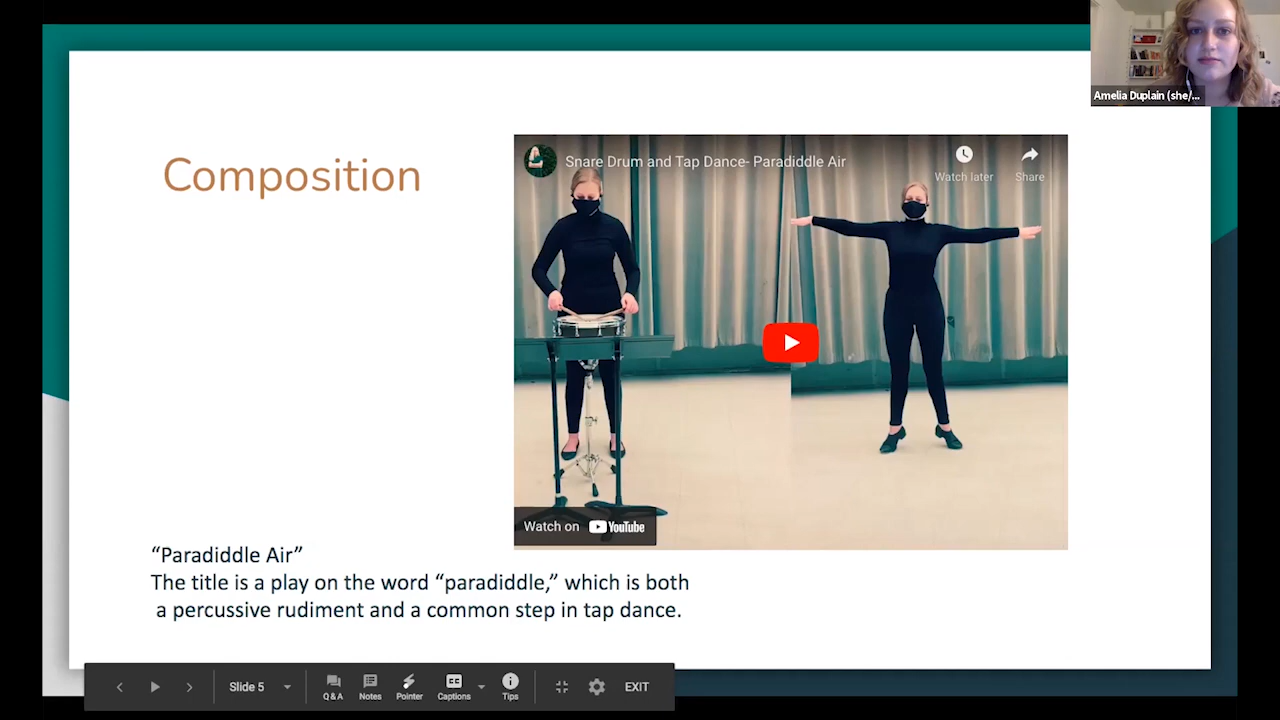 Amelia Duplain (she/...
Composition
Snare Drum and Tap Dance- Paradiddle Air
Watch later
Share
Watch on YouTube
“Paradiddle Air”
The title is a play on the word “paradiddle,” which is both
a percussive rudiment and a common step in tap dance.
Slide 5
Q & A
Notes
Pointer
CC
Captions
Tips
EXIT